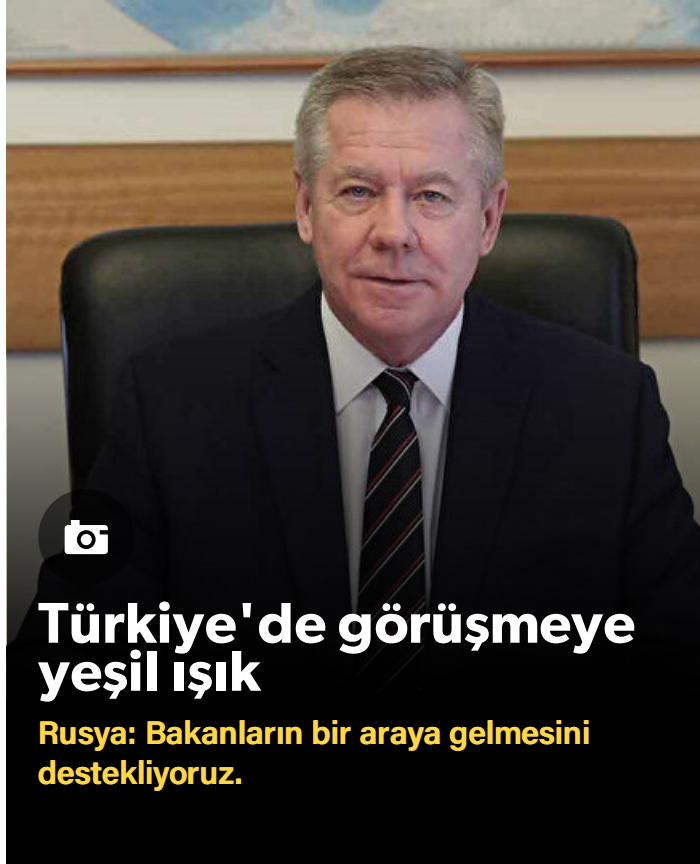 Türkiye'de görüşmeye
yeşil ışık
Rusya: Bakanların bir araya gelmesini
destekliyoruz.